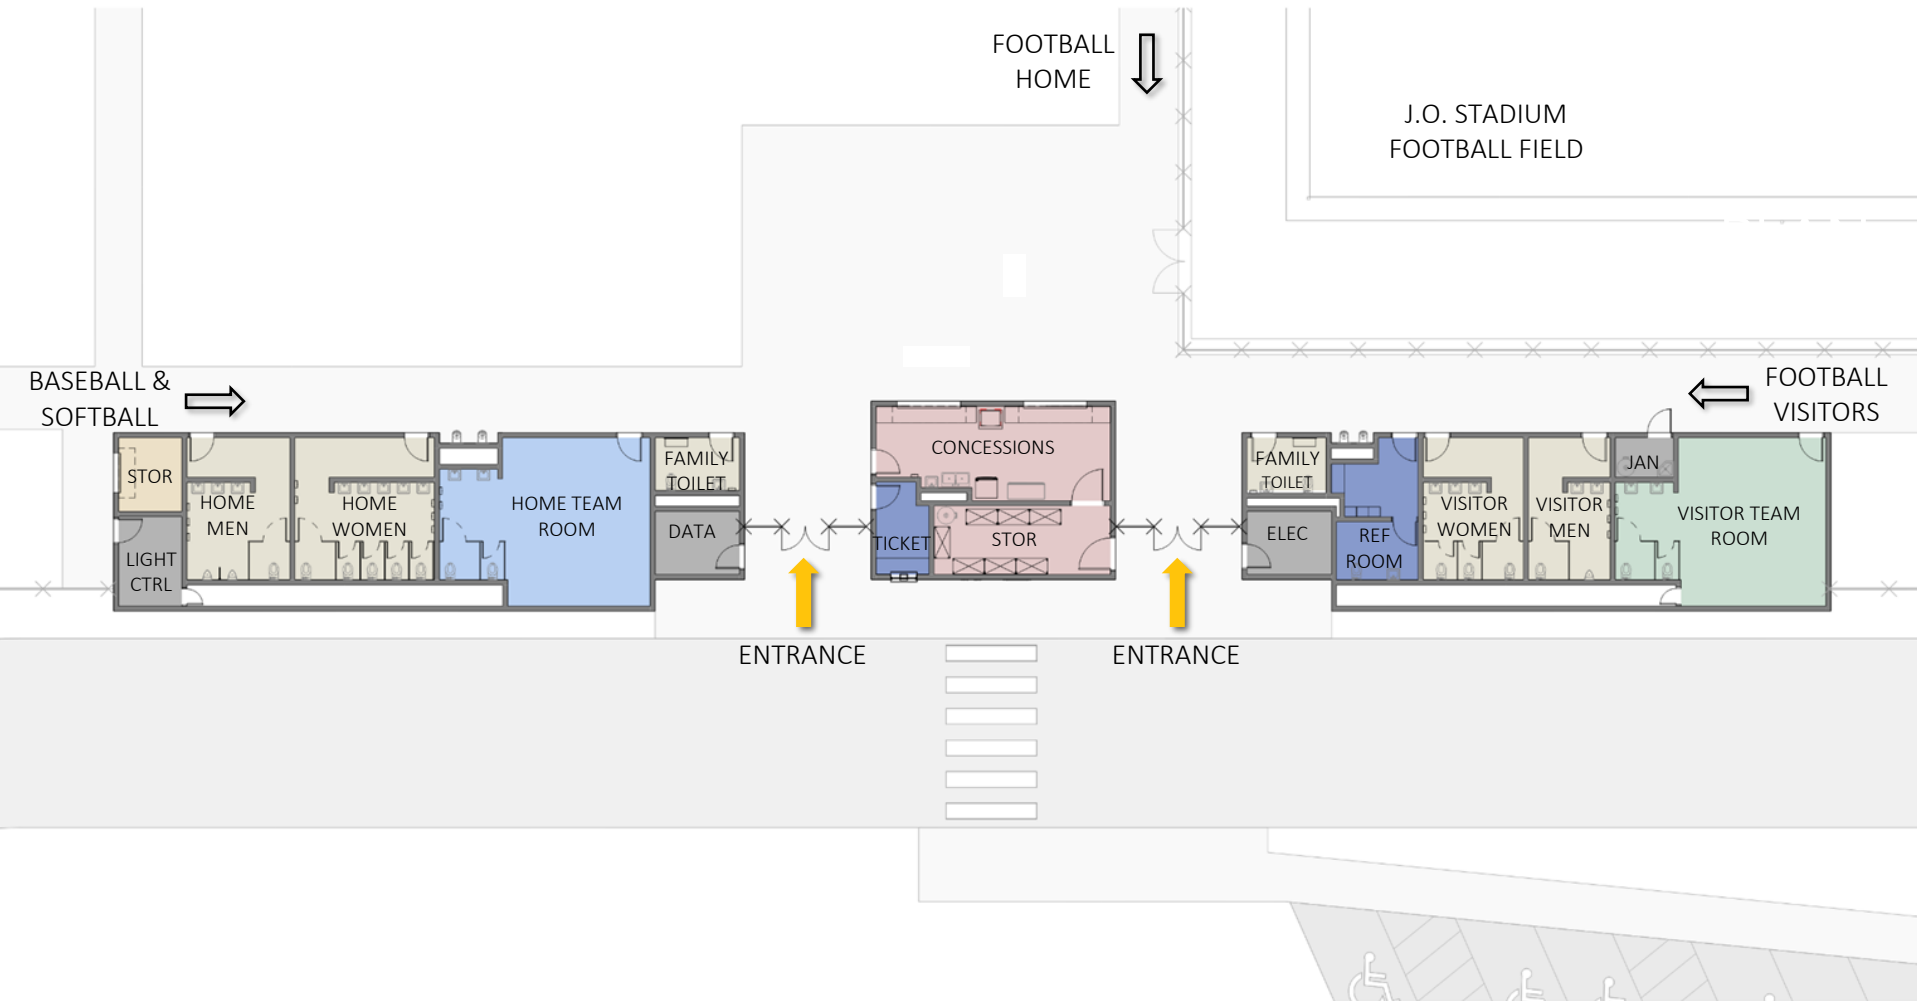 FOOTBALL
HOME
J.O. STADIUM
FOOTBALL FIELD
BASEBALL &
SOFTBALL
FOOTBALL
VISITORS
STOR
LIGHT
CTRL
HOME
MEN
HOME
WOMEN
HOME TEAM
ROOM
FAMILY
TOILET
DATA
CONCESSIONS
TICKET
STOR
FAMILY
TOILET
ELEC
REF
ROOM
VISITOR
WOMEN
VISITOR
MEN
JAN
VISITOR TEAM
ROOM
ENTRANCE
ENTRANCE